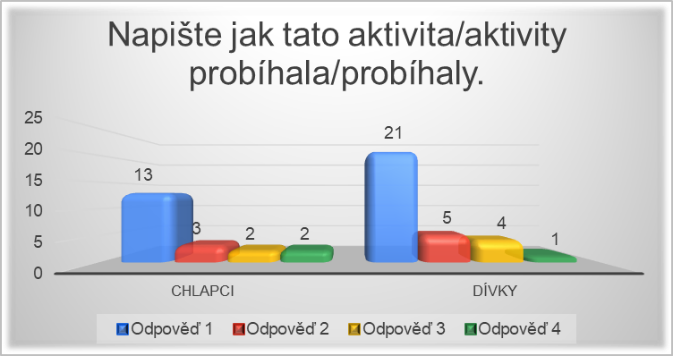 Napište jak tato aktivita/aktivity
probíhala/probíhaly.
25
20
15
10
5
0
13
3
2
2
21
5
4
1
CHLAPCI
DÍVKY
Odpověď 1
Odpověď 2
Odpověď 3
Odpověď 4